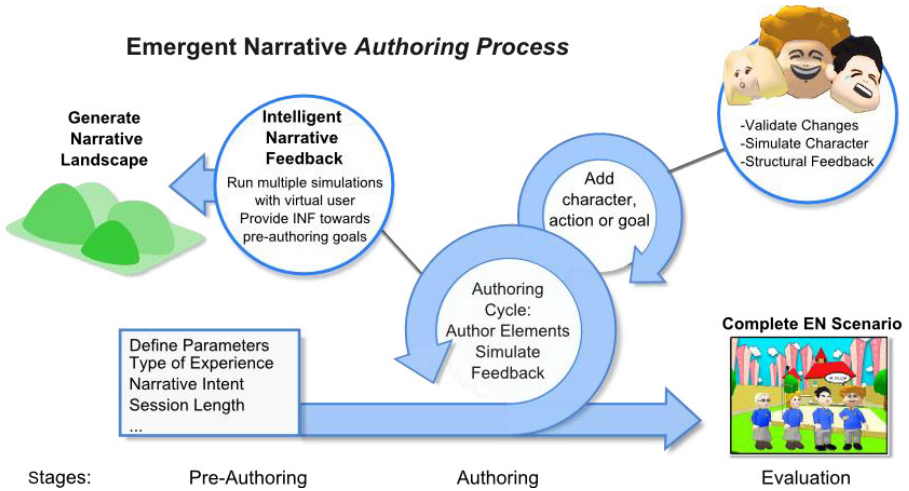 Emergent Narrative Authoring Process
Generate
Narrative
Landscape
Intelligent
Narrative
Feedback
Run multiple simulations
with virtual user
Provide INF towards
pre-authoring goals
Add
character,
action or goal
-Validate Changes
-Simulate Character
-Structural Feedback
Authoring
Cycle:
Author Elements
Simulate
Feedback
Define Parameters
Type of Experience
Narrative Intent
Session Length
...
Complete EN Scenario
Stages:
Pre-Authoring
Authoring
Evaluation